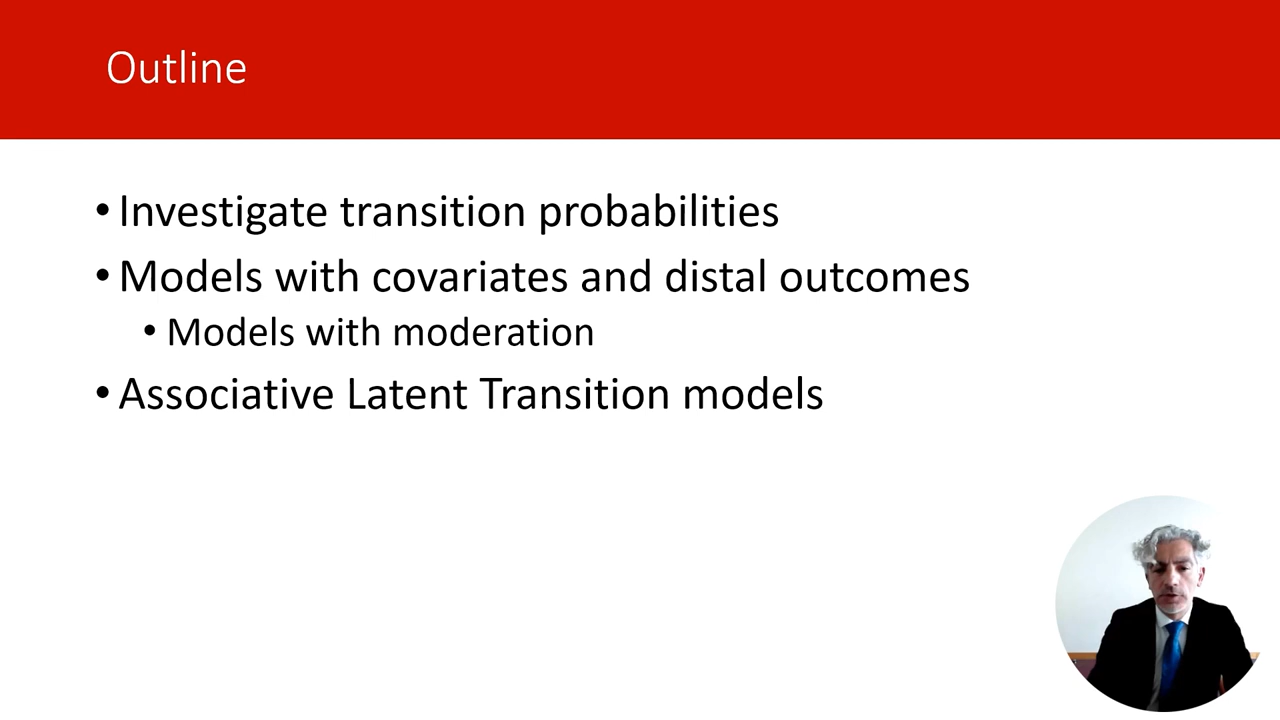 Outline
• Investigate transition probabilities
• Models with covariates and distal outcomes
• Models with moderation
• Associative Latent Transition models